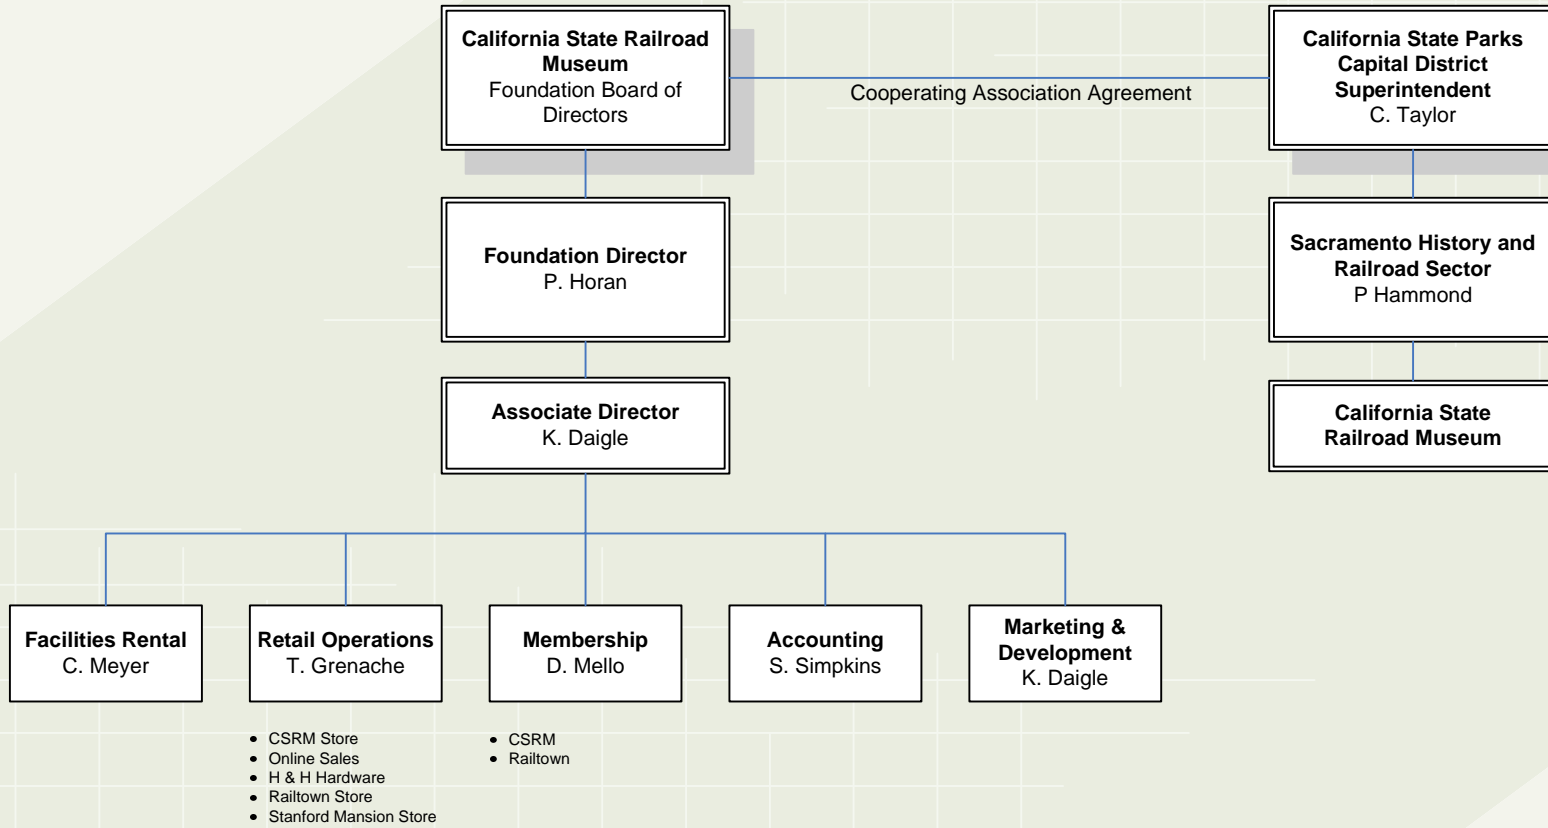 California State Railroad
Museum
Foundation Board of
Directors
Cooperating Association Agreement
California State Parks
Capital District
Superintendent
C. Taylor
Foundation Director
P. Horan
Sacramento History and
Railroad Sector
P Hammond
Associate Director
K. Daigle
California State
Railroad Museum
Facilities Rental
C. Meyer
Retail Operations
T. Grenache
Membership
D. Mello
Accounting
S. Simpkins
Marketing &
Development
K. Daigle
• CSRM Store
• Online Sales
• H & H Hardware
• Railtown Store
• Stanford Mansion Store
• CSRM
• Railtown